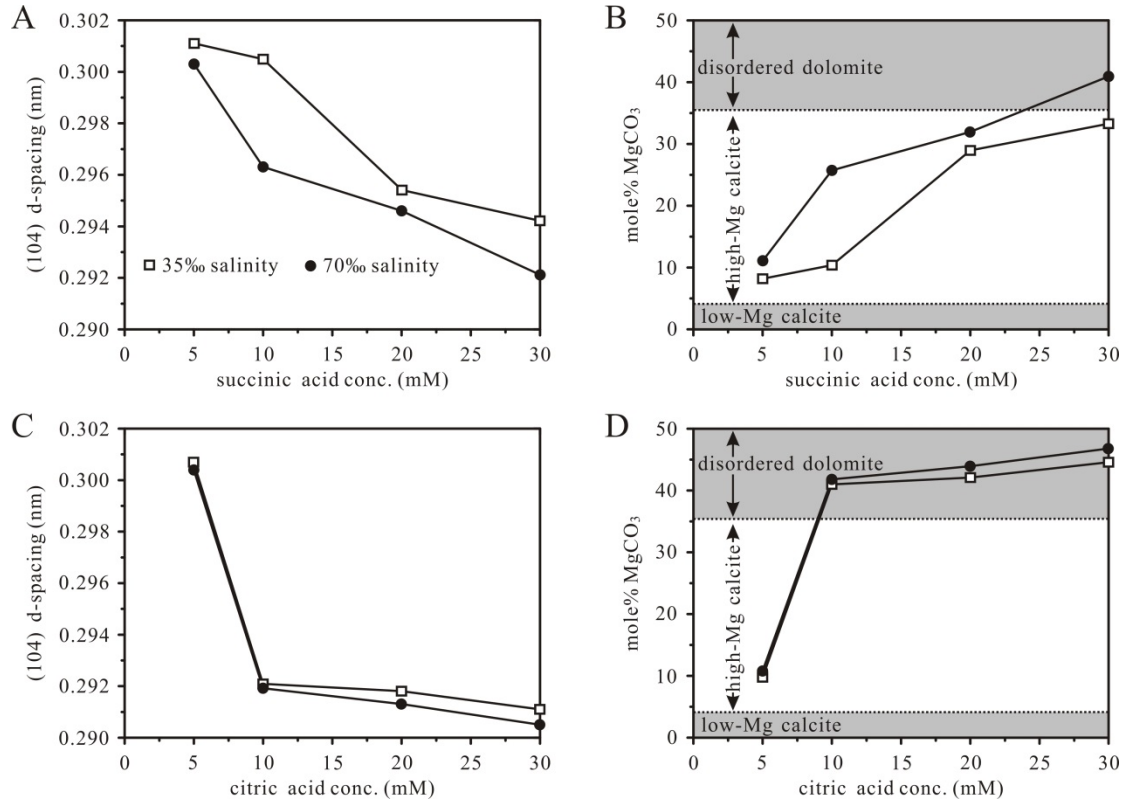 A
0.302
0.300
0.298
0.296
0.294
0.292
0.290
(104) d-spacing (nm)
35‰ salinity 70‰ salinity
0 5 10 15 20 25 30
succinic acid conc. (mM)
B
50
40
30
20
10
0
mole% MgCO₃
disordered dolomite
high-Mg calcite
low-Mg calcite
0 5 10 15 20 25 30
succinic acid conc. (mM)
C
0.302
0.300
0.298
0.296
0.294
0.292
0.290
(104) d-spacing (nm)
0 5 10 15 20 25 30
citric acid conc. (mM)
D
50
40
30
20
10
0
mole% MgCO₃
disordered dolomite
high-Mg calcite
low-Mg calcite
0 5 10 15 20 25 30
citric acid conc. (mM)